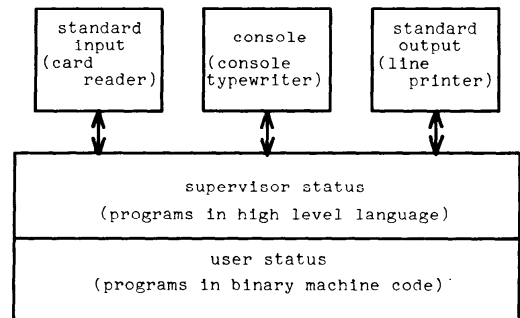 standard
input
(card
reader)
console
(console
typewriter)
standard
output
(line
printer)
supervisor status
(programs in high level language)
user status
(programs in binary machine code)